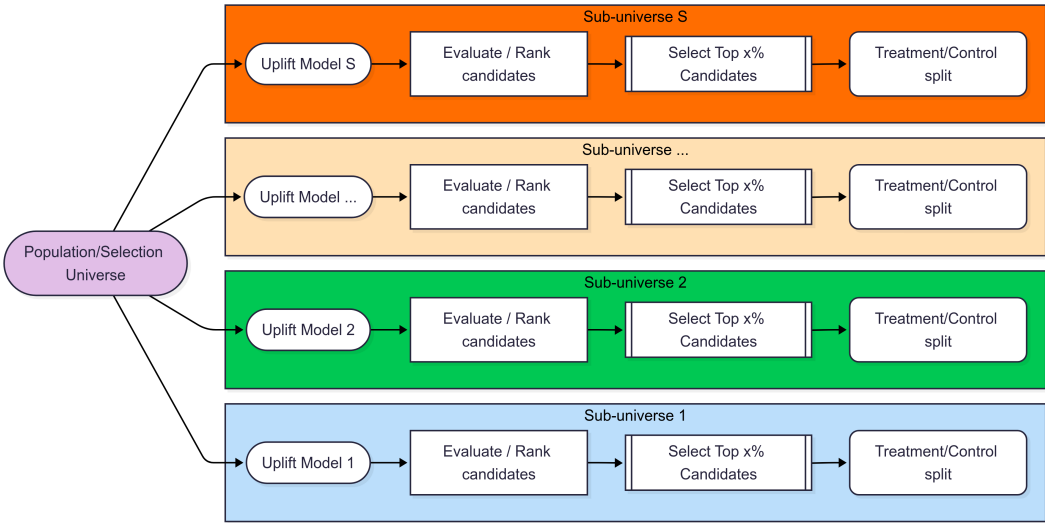 Sub-universe S
Uplift Model S
Evaluate / Rank
candidates
Select Top x%
Candidates
Treatment/Control
split
Sub-universe ...
Uplift Model ...
Evaluate / Rank
candidates
Select Top x%
Candidates
Treatment/Control
split
Population/Selection
Universe
Sub-universe 2
Uplift Model 2
Evaluate / Rank
candidates
Select Top x%
Candidates
Treatment/Control
split
Sub-universe 1
Uplift Model 1
Evaluate / Rank
candidates
Select Top x%
Candidates
Treatment/Control
split